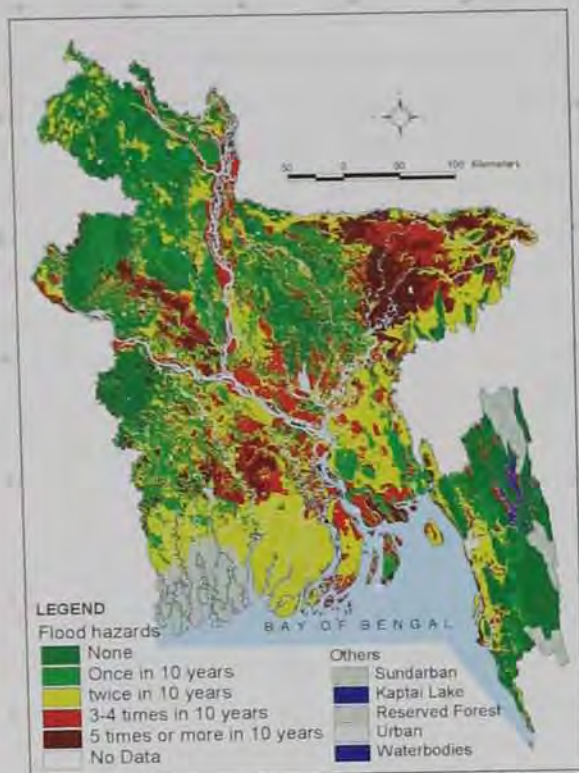 50 0 50 100 Kilometers
BAY OF BENGAL
LEGEND
Flood hazards
None
Once in 10 years
twice in 10 years
3-4 times in 10 years
5 times or more in 10 years
No Data
Others
Sundarban
Kaptai Lake
Reserved Forest
Urban
Waterbodies